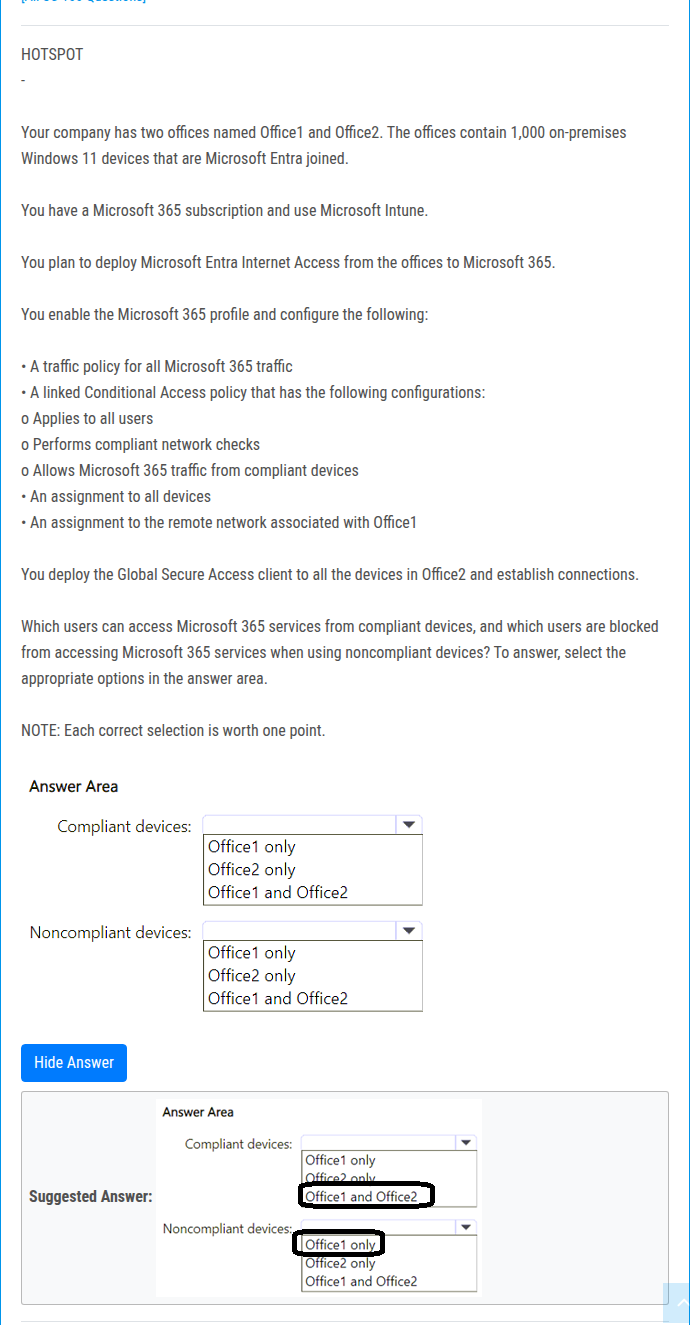 HOTSPOT
-
Your company has two offices named Office1 and Office2. The offices contain 1,000 on-premises
Windows 11 devices that are Microsoft Entra joined.
You have a Microsoft 365 subscription and use Microsoft Intune.
You plan to deploy Microsoft Entra Internet Access from the offices to Microsoft 365.
You enable the Microsoft 365 profile and configure the following:
• A traffic policy for all Microsoft 365 traffic
• A linked Conditional Access policy that has the following configurations:
o Applies to all users
o Performs compliant network checks
o Allows Microsoft 365 traffic from compliant devices
• An assignment to all devices
• An assignment to the remote network associated with Office1
You deploy the Global Secure Access client to all the devices in Office2 and establish connections.
Which users can access Microsoft 365 services from compliant devices, and which users are blocked
from accessing Microsoft 365 services when using noncompliant devices? To answer, select the
appropriate options in the answer area.
NOTE: Each correct selection is worth one point.
Answer Area
Compliant devices:
Office1 only
Office2 only
Office1 and Office2
Noncompliant devices:
Office1 only
Office2 only
Office1 and Office2
Hide Answer
Suggested Answer:
Answer Area
Compliant devices:
Office1 only
Office2 only
Office1 and Office2
Noncompliant devices:
Office1 only
Office2 only
Office1 and Office2